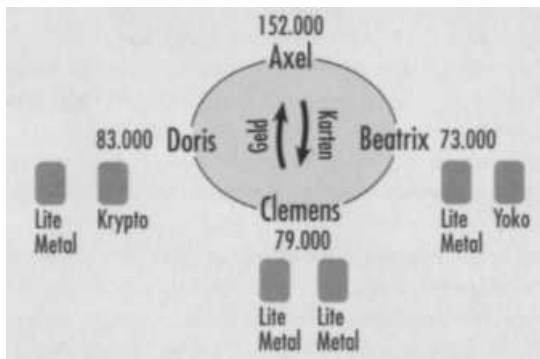 152.000
Axel
83.000 Doris
Geld
Karten
Beatrix 73.000
Lite
Metal
Krypto
Clemens
79.000
Lite
Metal
Yoko
Lite
Metal
Lite
Metal